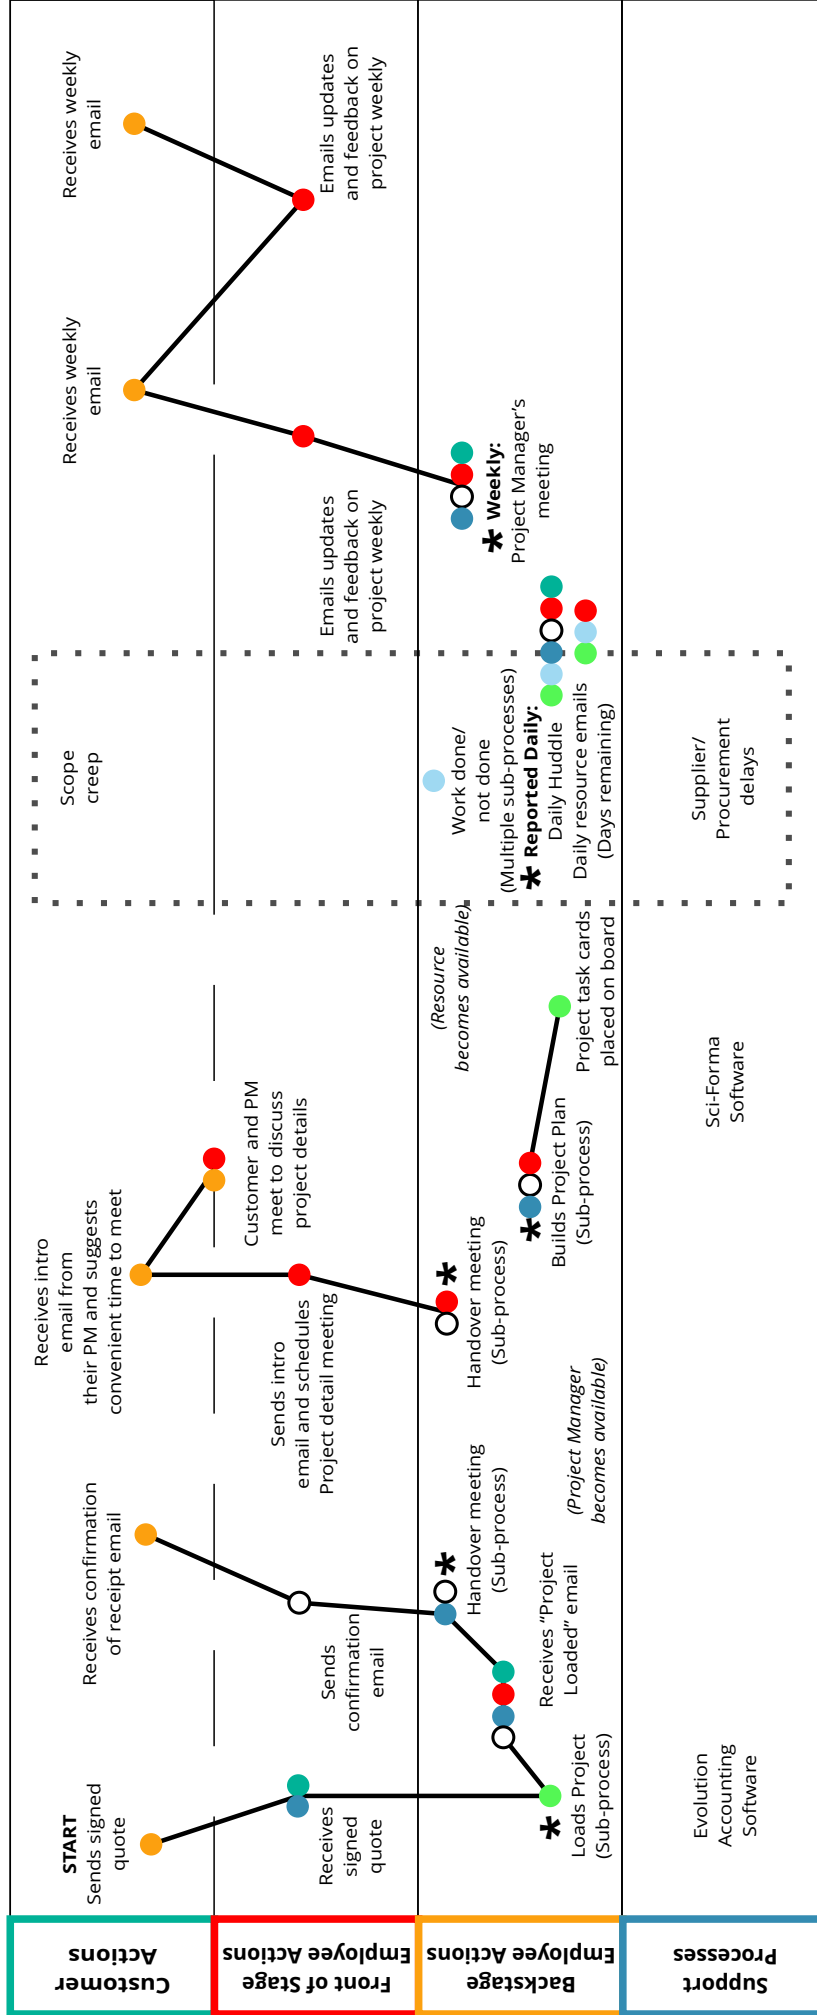 Customer
Actions
START
Sends signed
quote
Receives confirmation
of receipt email
Receives intro
email from
their PM and suggests
convenient time to meet
Scope
creep
Receives weekly
email
Receives weekly
email
Front of Stage
Employee Actions
Receives
signed
quote
Sends
confirmation
email
Sends intro
email and schedules
Project detail meeting
Customer and PM
meet to discuss
project details
Emails updates
and feedback on
project weekly
Emails updates
and feedback on
project weekly
Backstage
Employee Actions
* Loads Project
(Sub-process)
Receives “Project
Loaded” email
*
Handover meeting
(Sub-process)
(Project Manager
becomes available)
*
Handover meeting
(Sub-process)
*
Builds Project Plan
(Sub-process)
(Resource
becomes available)
Project task cards
placed on board
Work done/
not done
(Multiple sub-processes)
* Reported Daily:
Daily Huddle
Daily resource emails
(Days remaining)
* Weekly:
Project Manager’s
meeting
Support
Processes
Evolution
Accounting
Software
Sci-Forma
Software
Supplier/
Procurement
delays